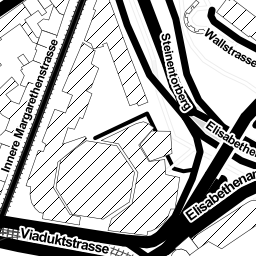 Wallstrasse
Steinentorberg
Innere Margarethenstrasse
Elisabethen
Elisabethenan
Viaduktstrasse